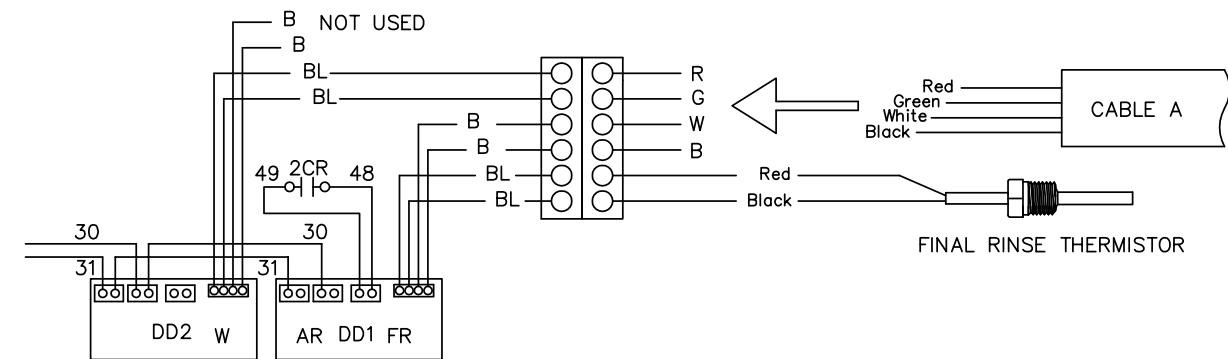 B NOT USED
B
BL
BL
B
B
BL
BL
R
G
W
B
Red
Green
White
Black
CABLE A
Red
Black
FINAL RINSE THERMISTOR
49 2CR 48
30 30
31 31
DD2 W
AR DD1 FR